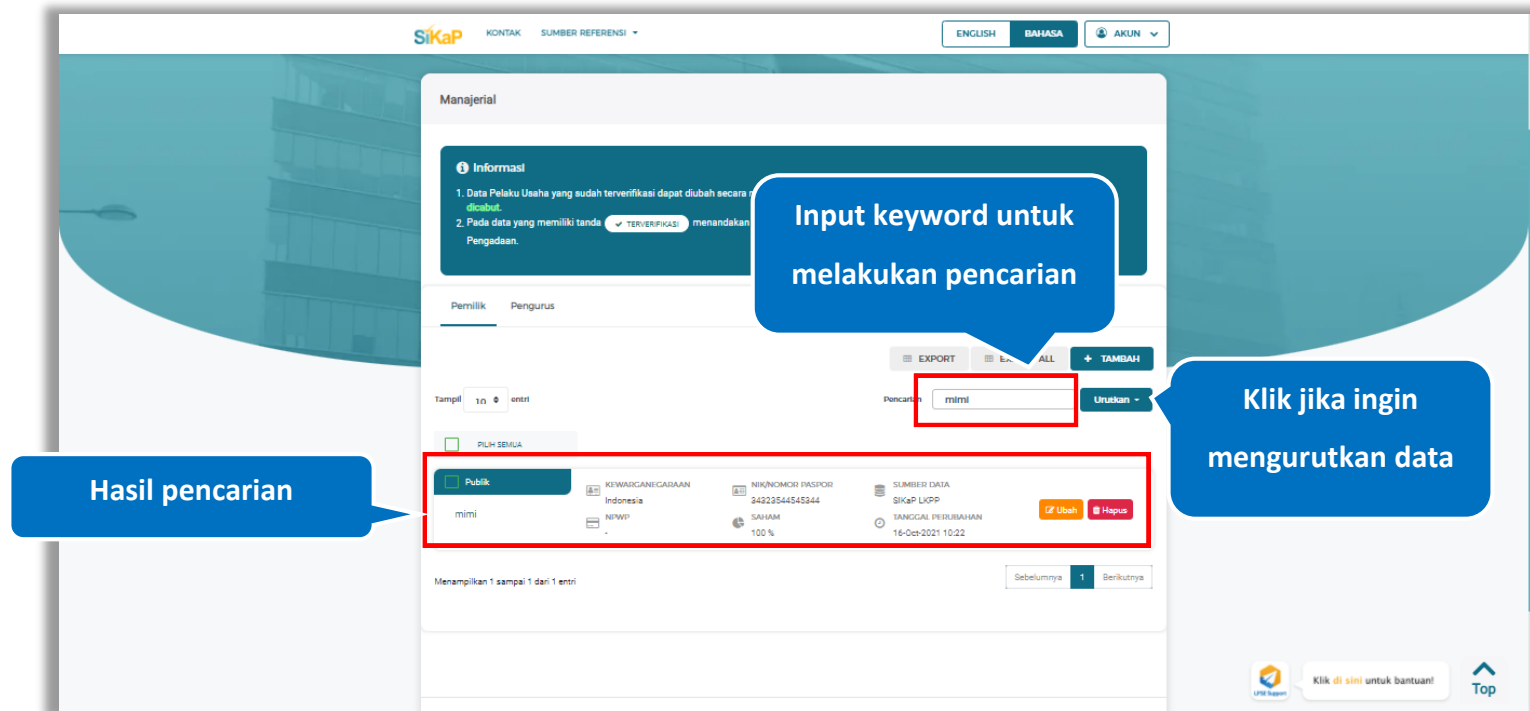 SiKaP KONTAK SUMBER REFERENSI ENGLISH BAHASA AKUN
Manajerial
Informasi
1. Data Pelaku Usaha yang sudah terverifikasi dapat diubah secara
dicabut.
2. Pada data yang memiliki tanda TERVERIFIKASI menandakan
Pengadaan.
Input keyword untuk
melakukan pencarian
Pemilik Pengurus
EXPORT ALL + TAMBAH
Tampil 10 entri
Pencarian mimi Urutkan
Klik jika ingin
mengurutkan data
PILIH SEMUA
Hasil pencarian
Publik
mimi
KEWARGANEGARAAN
Indonesia
NPWP
-
NIK/NOMOR PASPOR
34323544545344
SAHAM
100 %
SUMBER DATA
SIKaP LKPP
TANGGAL PERUBAHAN
16-Oct-2021 10:22
Ubah Hapus
Menampilkan 1 sampai 1 dari 1 entri
Sebelumnya 1 Berikutnya
LPSE Support
Klik di sini untuk bantuan!
Top